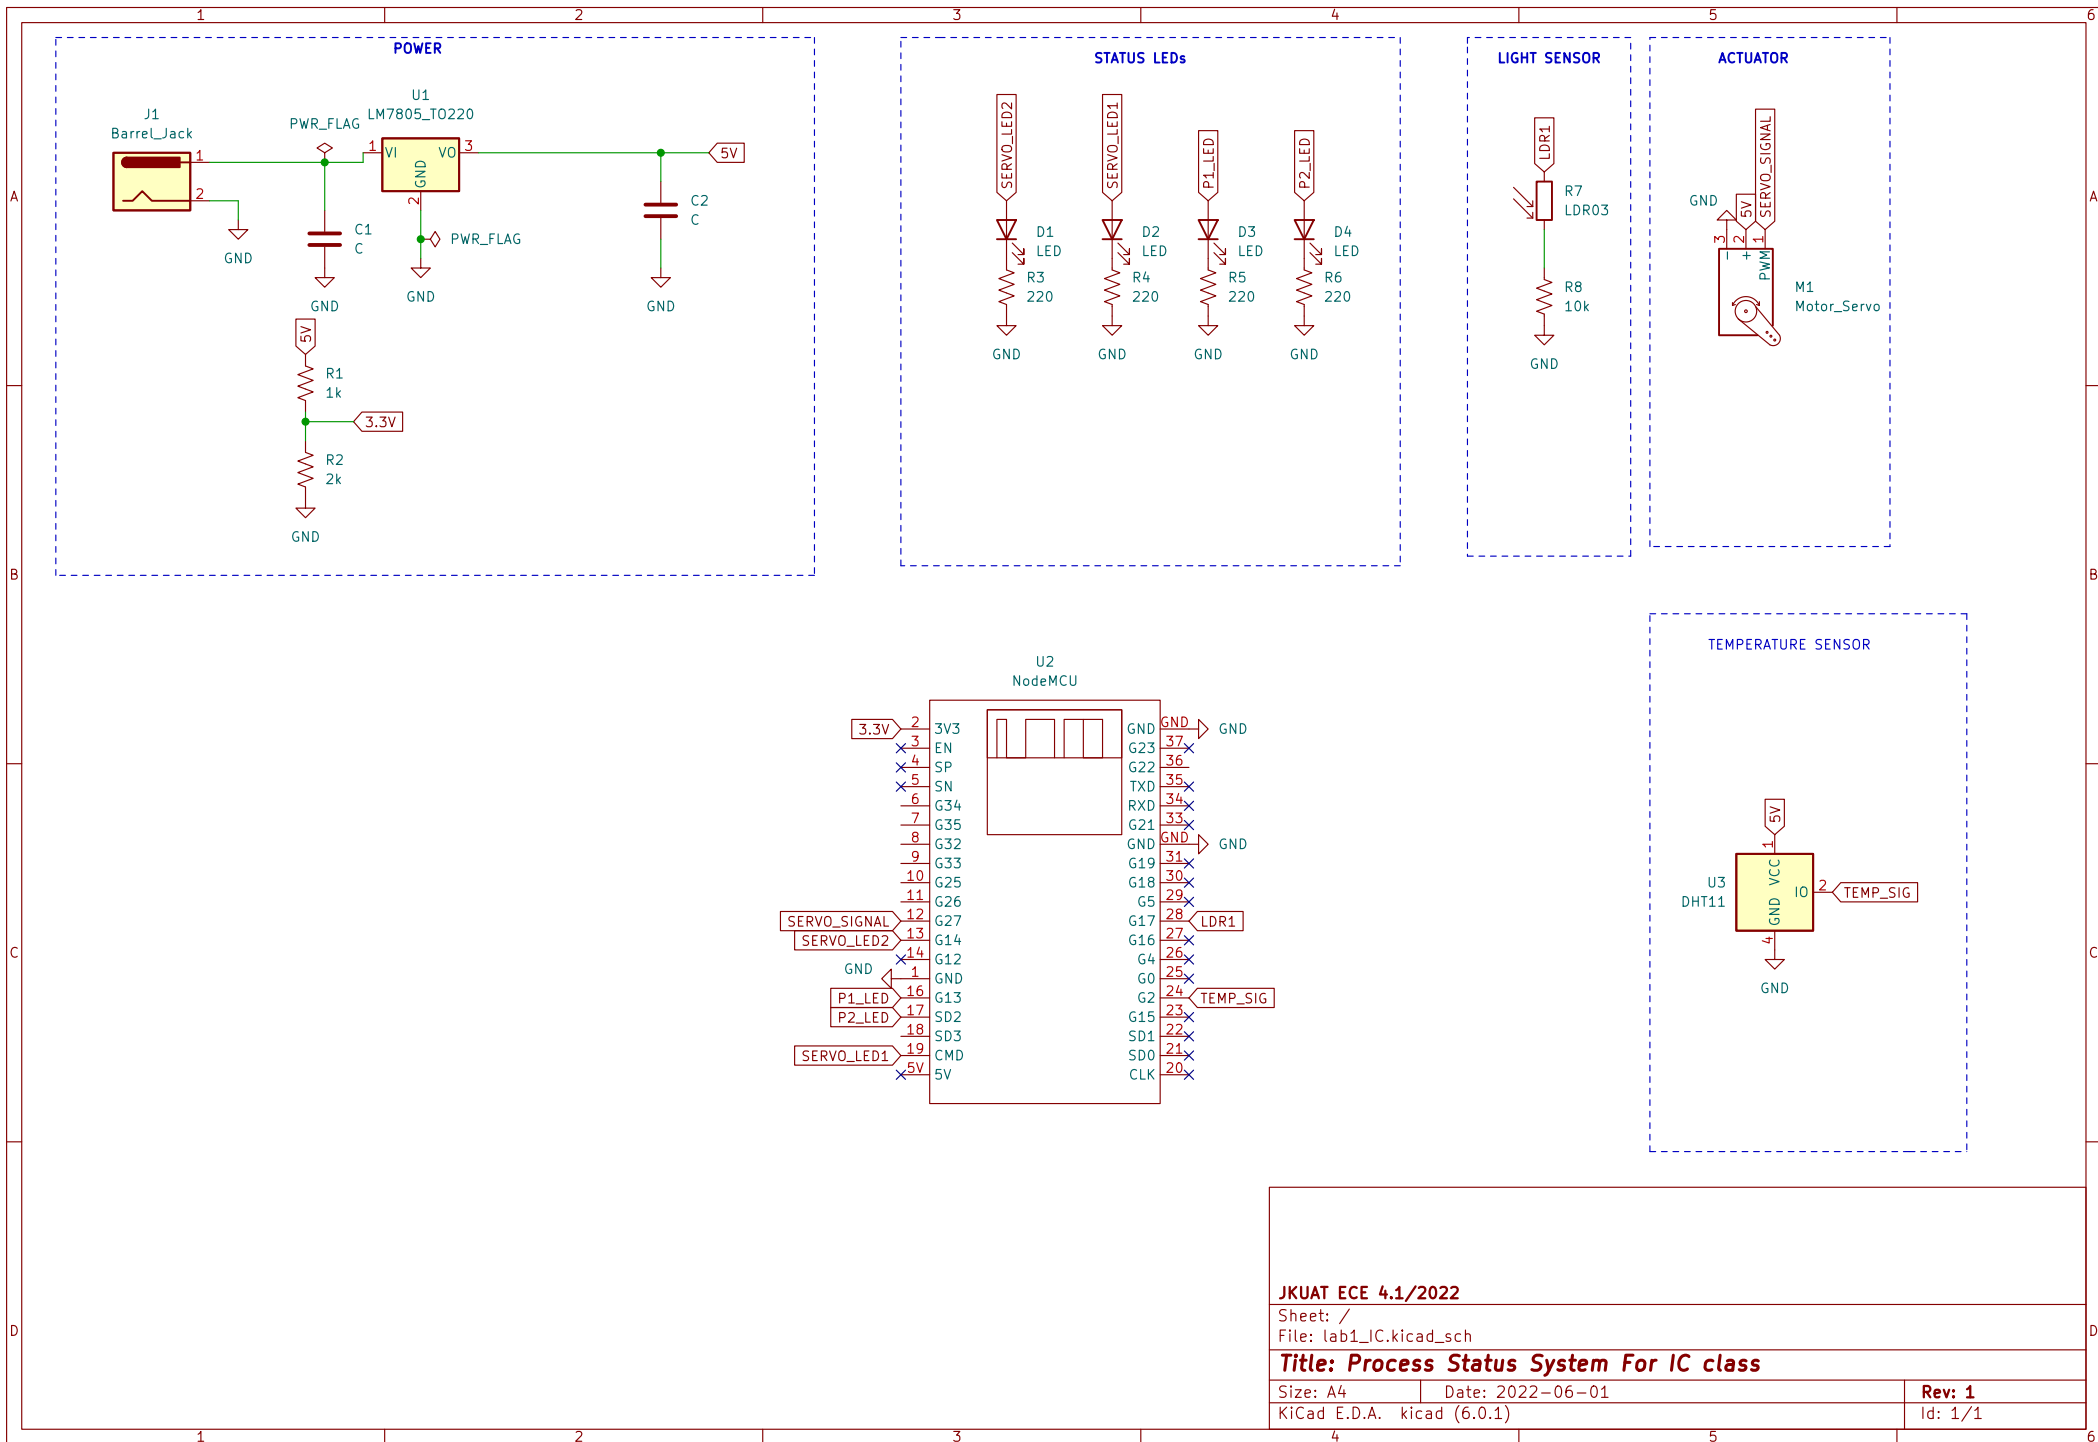 1 2 3 4 5 6
A
B
C
D
A
B
C
D
1 2 3 4 5 6
POWER
J1
Barrel_Jack
1
2
GND
PWR_FLAG
C1
C
GND
U1
LM7805_TO220
1
VI
VO
3
GND
2
PWR_FLAG
GND
5V
C2
C
GND
5V
R1
1k
3.3V
R2
2k
GND
STATUS LEDs
SERVO_LED2
D1
LED
R3
220
GND
SERVO_LED1
D2
LED
R4
220
GND
P1_LED
D3
LED
R5
220
GND
P2_LED
D4
LED
R6
220
GND
LIGHT SENSOR
LDR1
R7
LDR03
R8
10k
GND
ACTUATOR
SERVO_SIGNAL
5V
GND
3
2
1
-
+
PWM
M1
Motor_Servo
U2
NodeMCU
3.3V 2 3V3
3 EN
4 SP
5 SN
6 G34
7 G35
8 G32
9 G33
10 G25
11 G26
SERVO_SIGNAL 12 G27
SERVO_LED2 13 G14
14 G12
GND 1 GND
P1_LED 16 G13
P2_LED 17 SD2
18 SD3
SERVO_LED1 19 CMD
5V 5V
GND GND GND
G23 37
G22 36
TXD 35
RXD 34
G21 33
GND GND GND
G19 31
G18 30
G5 29
G17 28 LDR1
G16 27
G4 26
G0 25
G2 24 TEMP_SIG
G15 23
SD1 22
SD0 21
CLK 20
TEMPERATURE SENSOR
5V
1
VCC
U3
DHT11
IO
2
TEMP_SIG
GND
4
GND
JKUAT ECE 4.1/2022
Sheet: /
File: lab1_IC.kicad_sch
Title: Process Status System For IC class
Size: A4 Date: 2022-06-01 Rev: 1
KiCad E.D.A. kicad (6.0.1) Id: 1/1